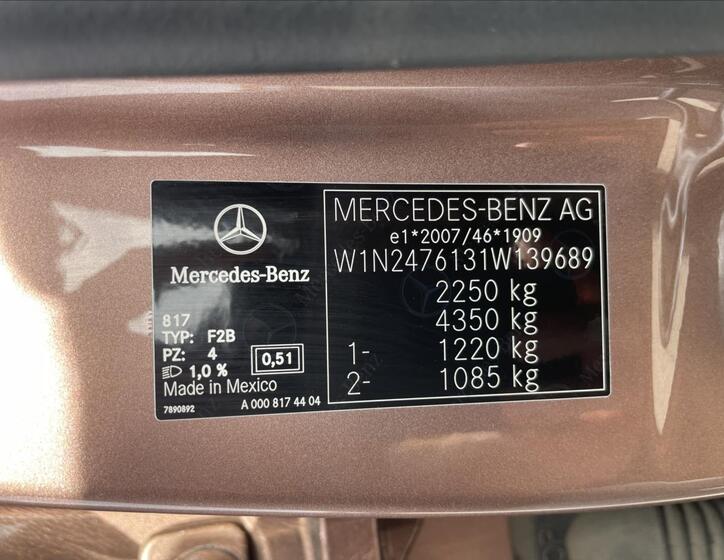 Mercedes-Benz
817
TYP: F2B
PZ: 4
0,51
1,0 %
Made in Mexico
7890892
A 000 817 44 04
MERCEDES-BENZ AG
e1*2007/46*1909
W1N2476131W139689
2250 kg
4350 kg
1- 1220 kg
2- 1085 kg